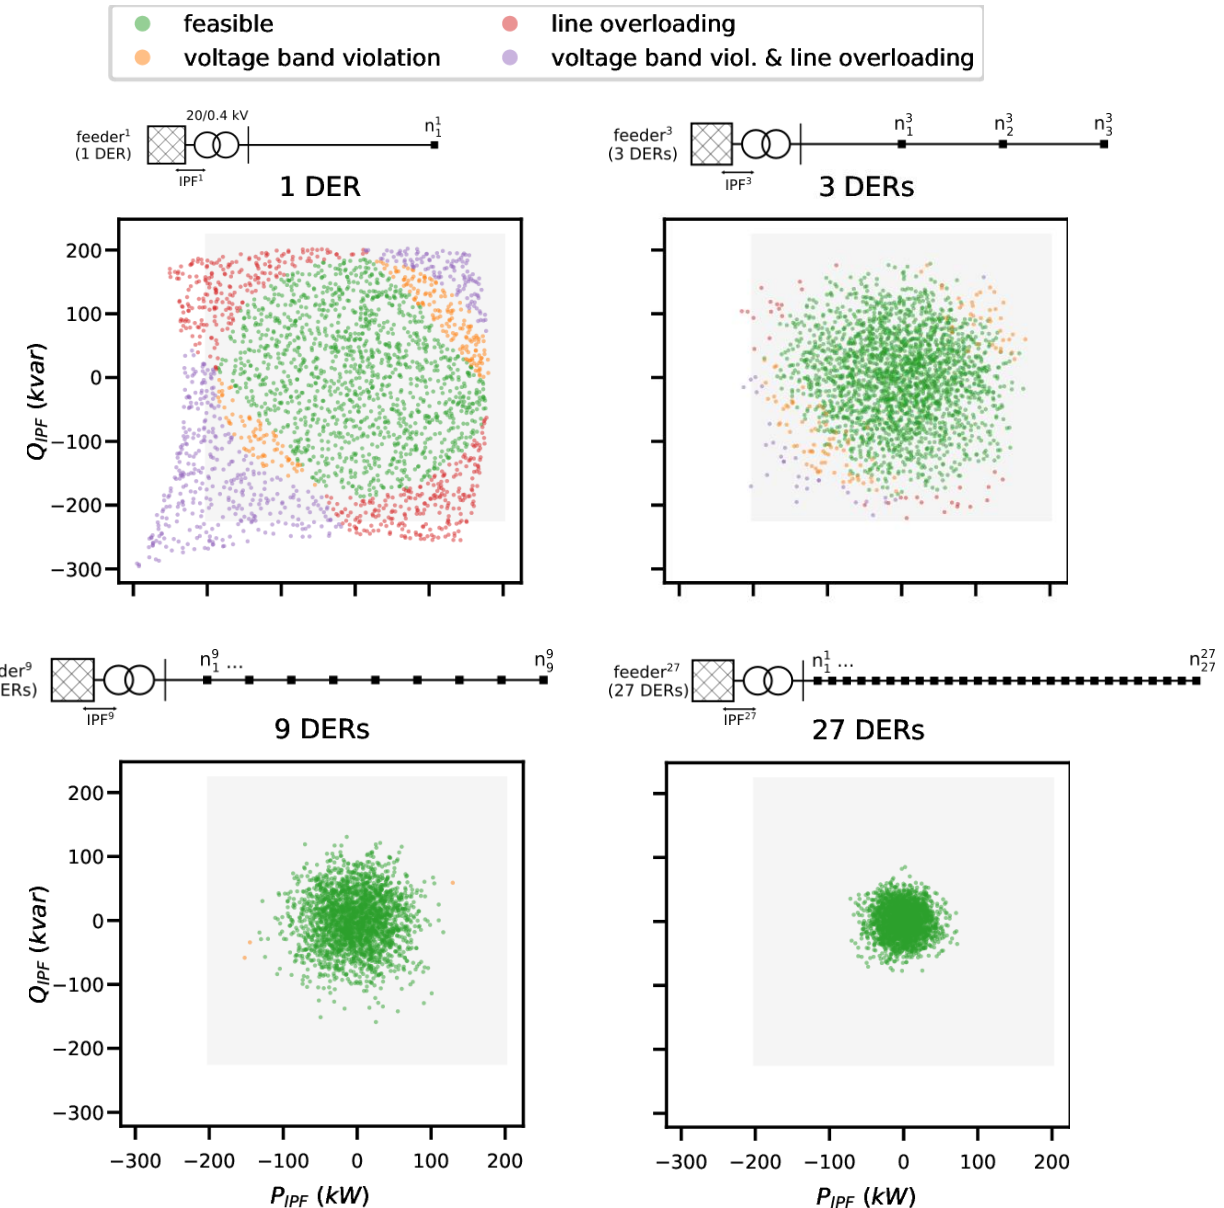 feasible
line overloading
voltage band violation
voltage band viol. & line overloading
20/0.4 kV
feeder¹
(1 DER)
IPF¹
n₁¹
1 DER
feeder³
(3 DERs)
IPF³
n₁³
n₂³
n₃³
3 DERs
200
100
0
−100
−200
−300
Q_IPF (kvar)
der⁹
ERs)
IPF⁹
n₁⁹ ...
n₉⁹
9 DERs
feeder²⁷
(27 DERs)
IPF²⁷
n₁¹ ...
n₂₇²⁷
27 DERs
200
100
0
−100
−200
−300
Q_IPF (kvar)
−300 −200 −100 0 100 200
P_IPF (kW)
−300 −200 −100 0 100 200
P_IPF (kW)